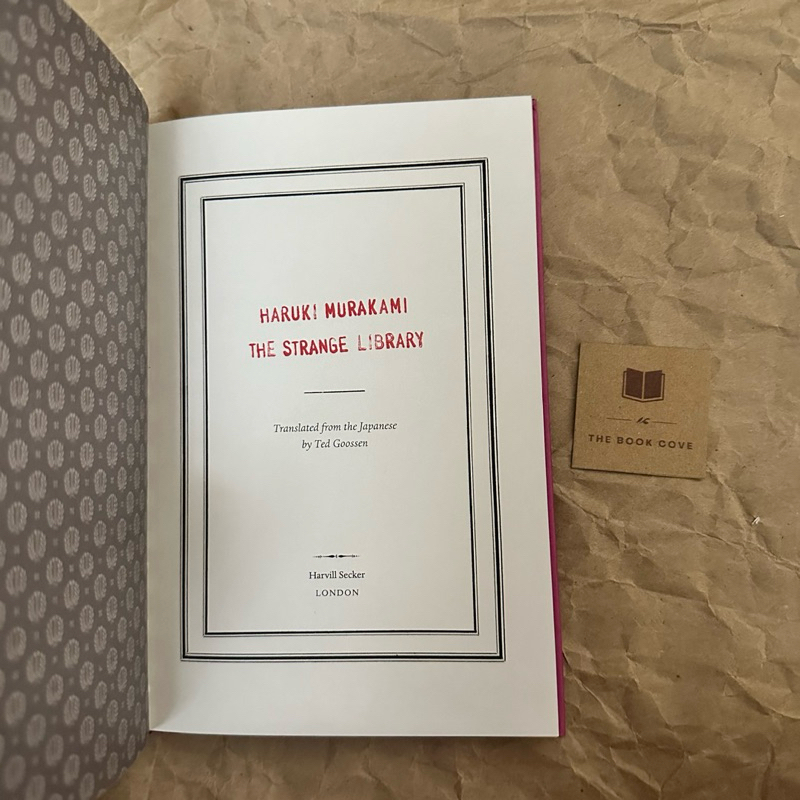 HARUKI MURAKAMI
THE STRANGE LIBRARY
Translated from the Japanese
by Ted Goossen
Harvill Secker
LONDON
THE BOOK COVE